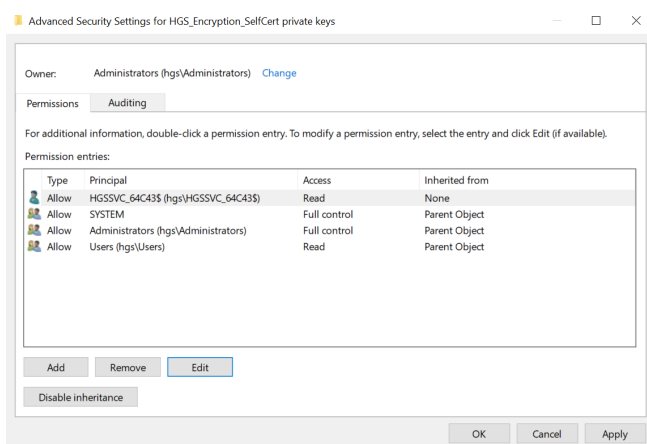 Advanced Security Settings for HGS_Encryption_SelfCert private keys
Owner: Administrators (hgs\Administrators) Change
Permissions Auditing
For additional information, double-click a permission entry. To modify a permission entry, select the entry and click Edit (if available).
Permission entries:
Type Principal Access Inherited from
Allow HGSSVC_64C43$ (hgs\HGSSVC_64C43$) Read None
Allow SYSTEM Full control Parent Object
Allow Administrators (hgs\Administrators) Full control Parent Object
Allow Users (hgs\Users) Read Parent Object
Add Remove Edit
Disable inheritance
OK Cancel Apply